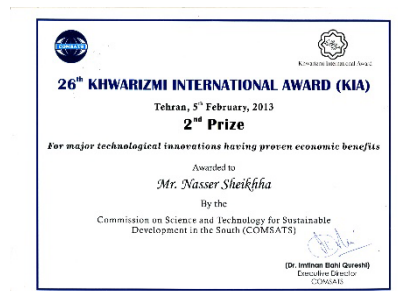 COMSATS
Khwarizmi International Award
26th KHWARIZMI INTERNATIONAL AWARD (KIA)
Tehran, 5th February, 2013
2nd Prize
For major technological innovations having proven economic benefits
Awarded to
Mr. Nasser Sheikhha
By the
Commission on Science and Technology for Sustainable
Development in the South (COMSATS)
(Dr. Imtinan Elahi Qureshi)
Executive Director
COMSATS